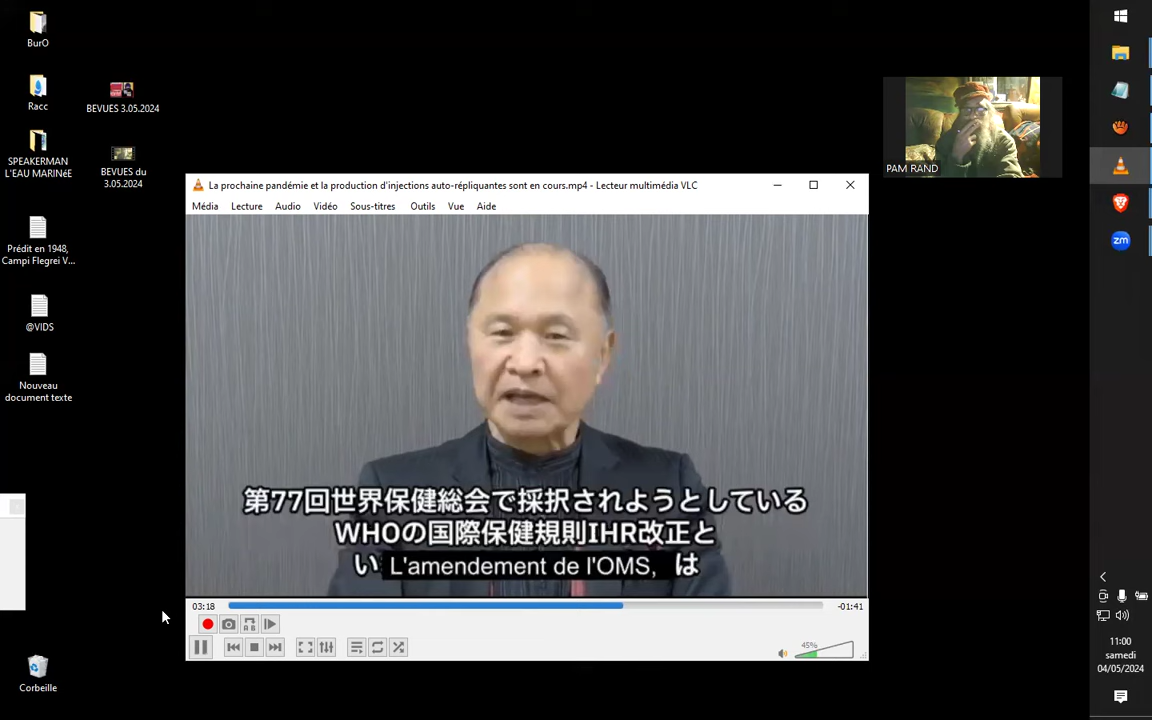 BurO
Racc
BEVUES 3.05.2024
SPEAKERMAN
L'EAU MARINéE
BEVUES du
3.05.2024
Prédit en 1948,
Campi Flegrei V...
@VIDS
Nouveau
document texte
Corbeille
La prochaine pandémie et la production d'injections auto-répliquantes sont en cours.mp4 - Lecteur multimédia VLC
Média Lecture Audio Vidéo Sous-titres Outils Vue Aide
第77回世界保健総会で採択されようとしている
WHOの国際保健規則IHR改正と
い L'amendement de l'OMS, は
03:18 -01:41
45%
PAM RAND
zm
11:00
samedi
04/05/2024